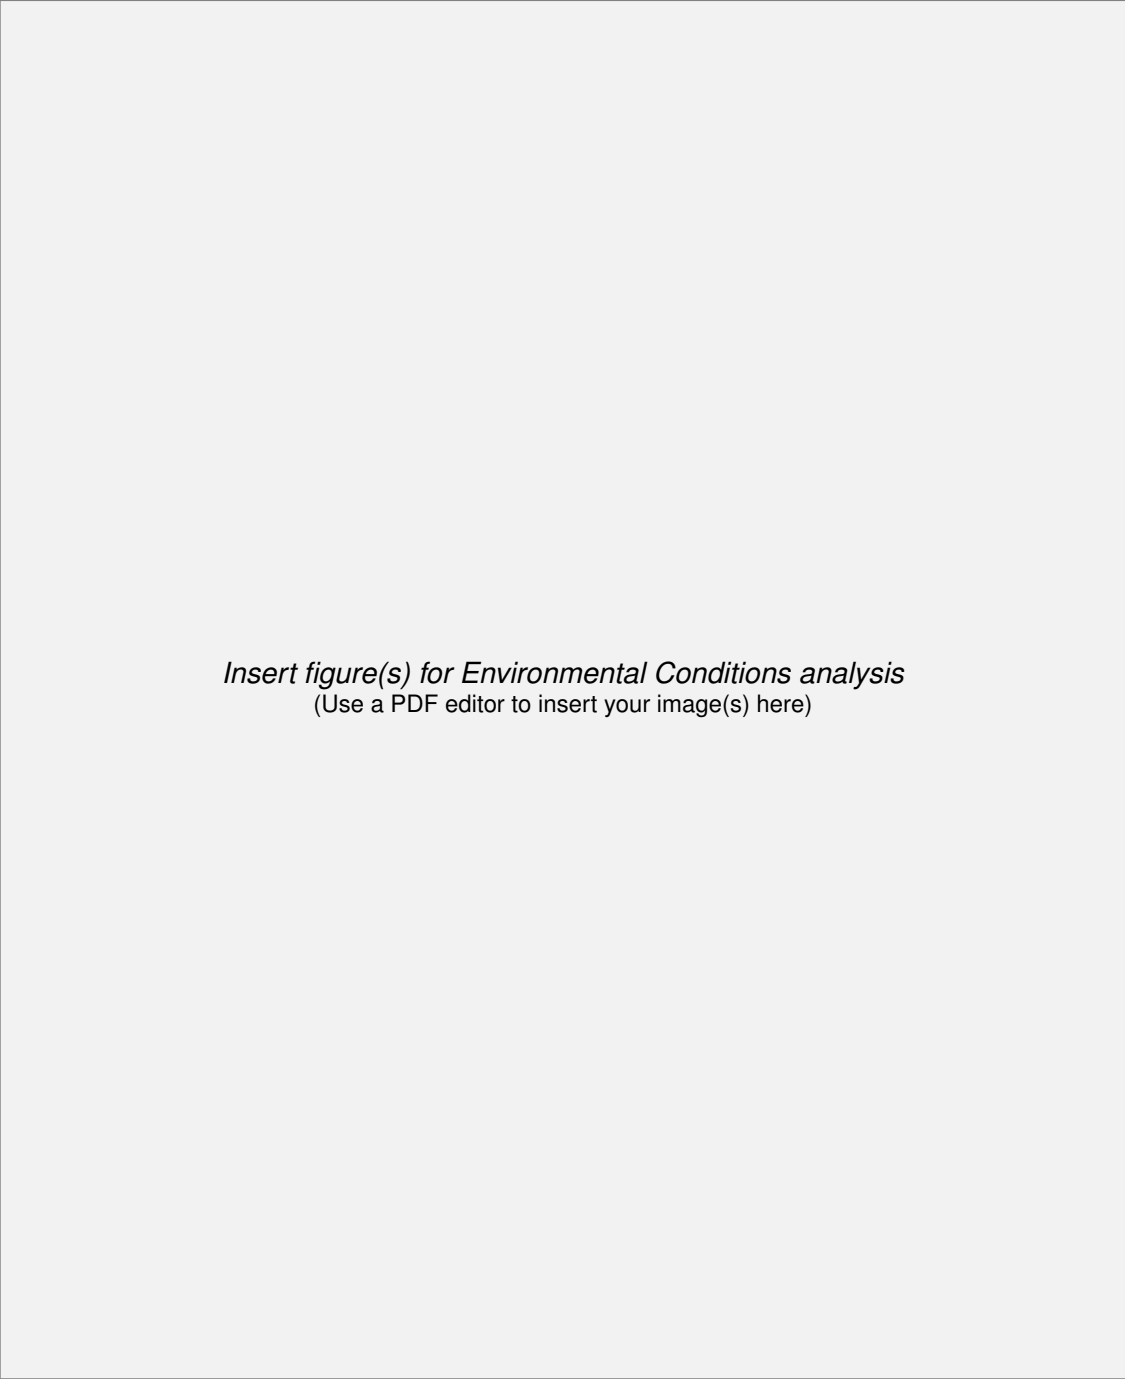 Insert figure(s) for Environmental Conditions analysis
(Use a PDF editor to insert your image(s) here)